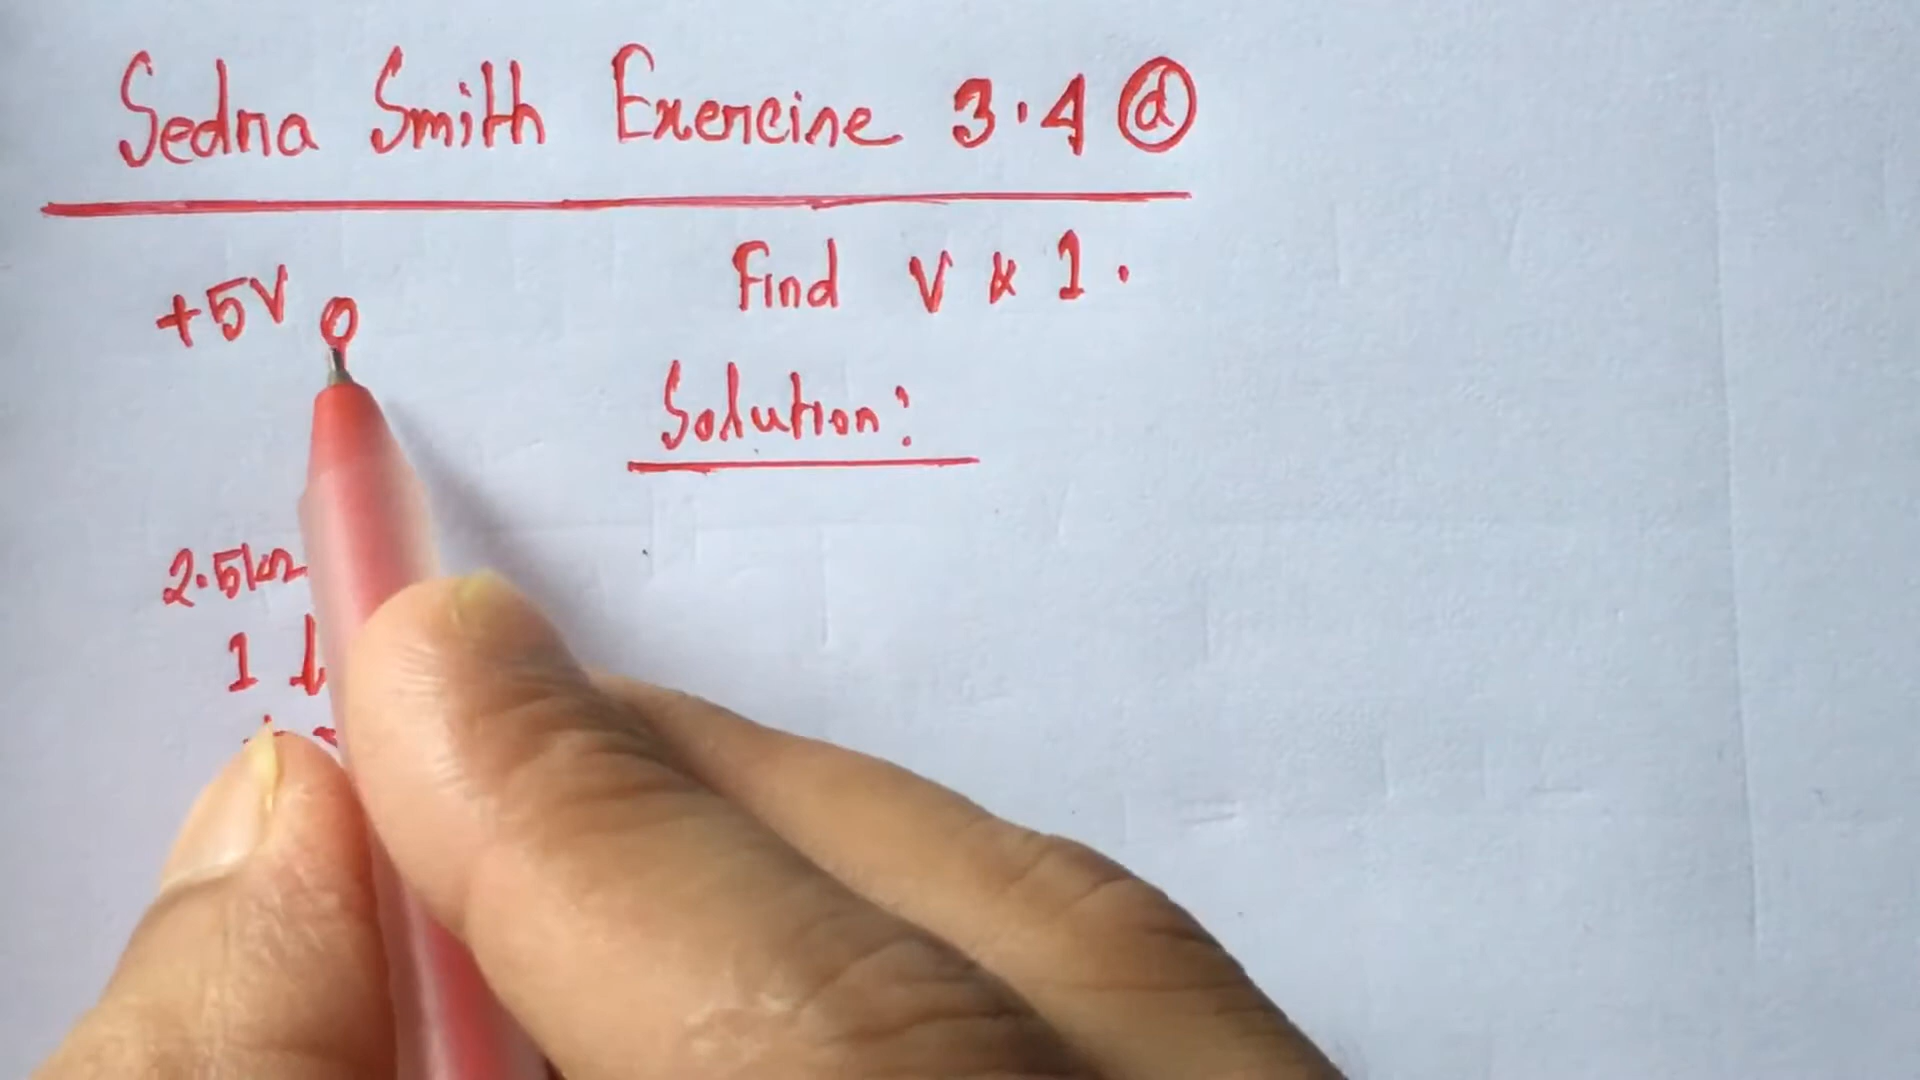 Sedra Smith Exercise 3.4 (d)
+5V
Find V & I.
Solution:
2.5kΩ
I